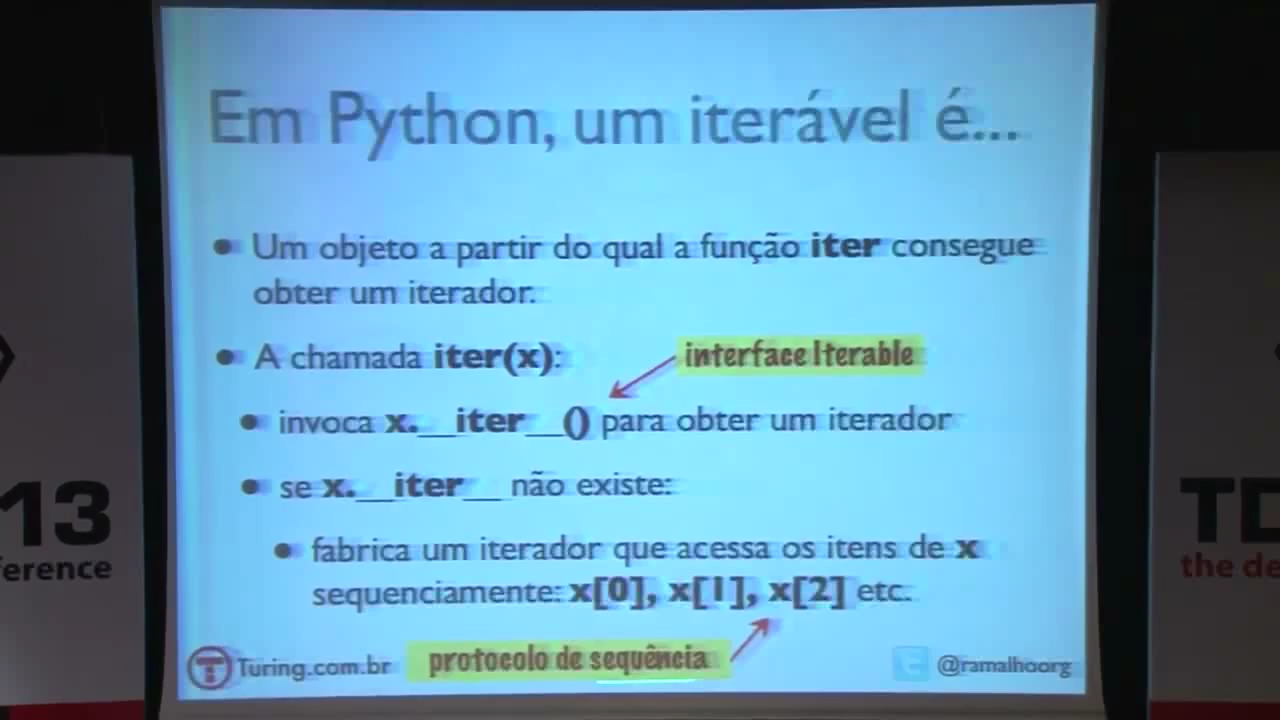 Em Python, um iterável é...
• Um objeto a partir do qual a função iter consegue
obter um iterador.
• A chamada iter(x):
interface Iterable
• invoca x.__iter__() para obter um iterador
• se x.__iter__ não existe:
• fabrica um iterador que acessa os itens de x
sequenciamente: x[0], x[1], x[2] etc.
protocolo de sequência
Turing.com.br
@ramalhoorg
13
erence
TD
the de